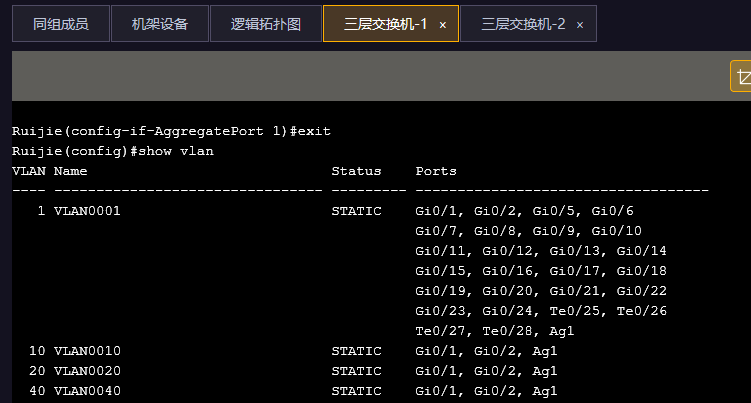 同组成员 机架设备 逻辑拓扑图 三层交换机-1 × 三层交换机-2 ×
Ruijie(config-if-AggregatePort 1)#exit
Ruijie(config)#show vlan
VLAN Name Status Ports
---- -------------------------------- --------- -----------------------------------
1 VLAN0001 STATIC Gi0/1, Gi0/2, Gi0/5, Gi0/6
Gi0/7, Gi0/8, Gi0/9, Gi0/10
Gi0/11, Gi0/12, Gi0/13, Gi0/14
Gi0/15, Gi0/16, Gi0/17, Gi0/18
Gi0/19, Gi0/20, Gi0/21, Gi0/22
Gi0/23, Gi0/24, Te0/25, Te0/26
Te0/27, Te0/28, Ag1
10 VLAN0010 STATIC Gi0/1, Gi0/2, Ag1
20 VLAN0020 STATIC Gi0/1, Gi0/2, Ag1
40 VLAN0040 STATIC Gi0/1, Gi0/2, Ag1